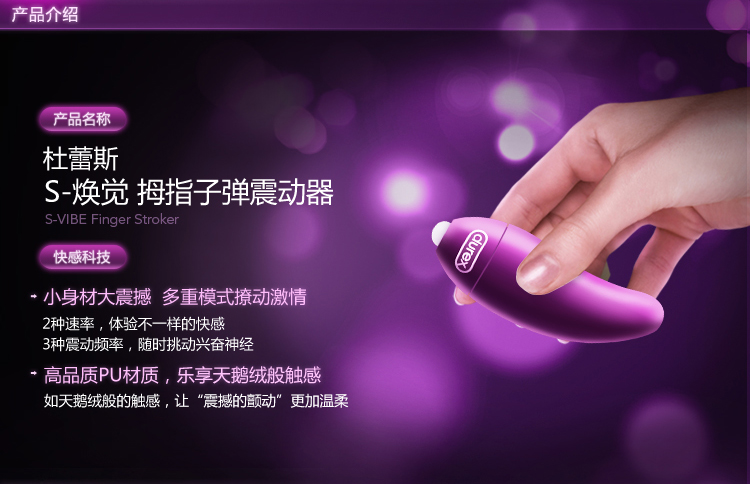 产品介绍
产品名称
杜蕾斯
S-焕觉 拇指子弹震动器
S-VIBE Finger Stroker
快感科技
小身材大震撼 多重模式撩动激情
2种速率，体验不一样的快感
3种震动频率，随时挑动兴奋神经
高品质PU材质，乐享天鹅绒般触感
如天鹅绒般的触感，让“震撼的颤动”更加温柔
durex